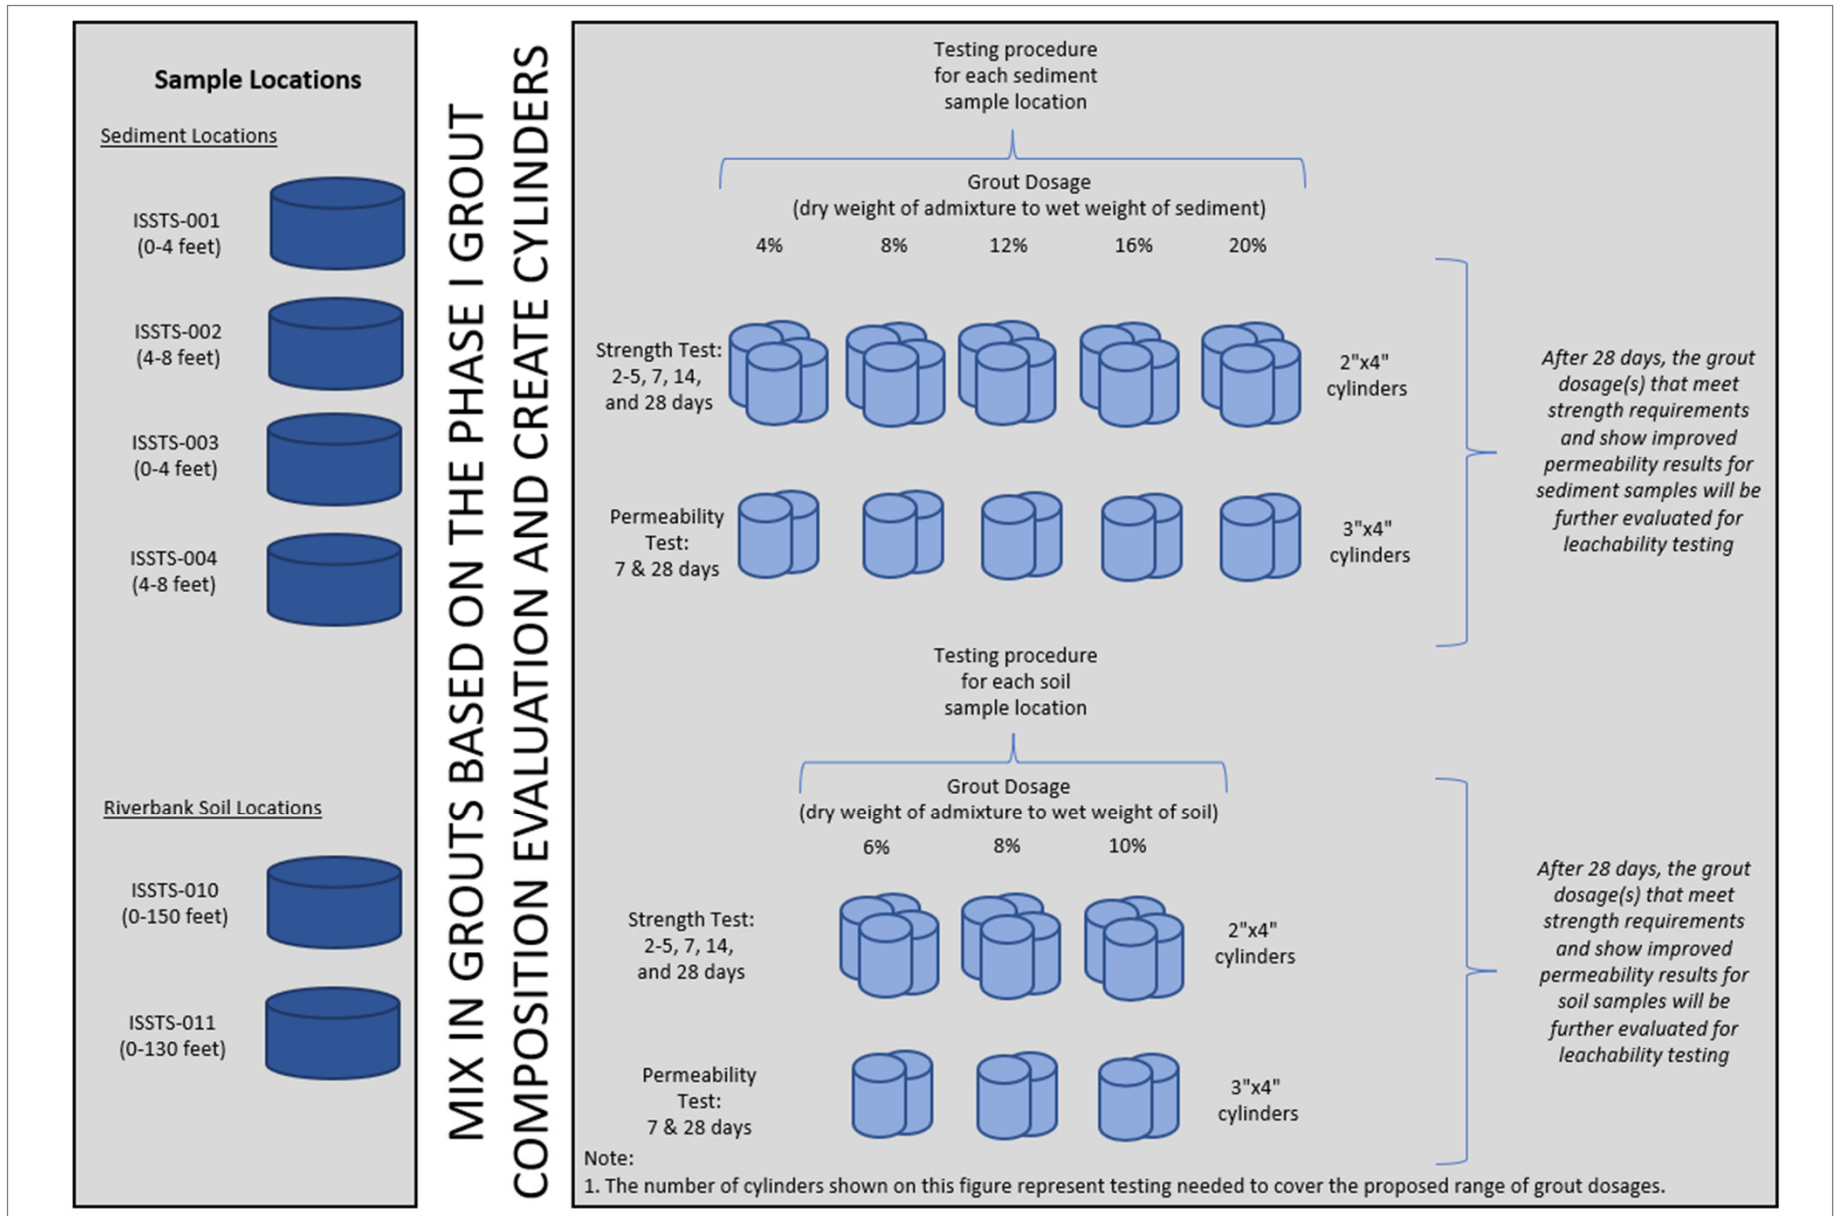 Sample Locations
Sediment Locations
ISSTS-001
(0-4 feet)
ISSTS-002
(4-8 feet)
ISSTS-003
(0-4 feet)
ISSTS-004
(4-8 feet)
Riverbank Soil Locations
ISSTS-010
(0-150 feet)
ISSTS-011
(0-130 feet)
MIX IN GROUTS BASED ON THE PHASE I GROUT
COMPOSITION EVALUATION AND CREATE CYLINDERS
Testing procedure
for each sediment
sample location
Grout Dosage
(dry weight of admixture to wet weight of sediment)
4% 8% 12% 16% 20%
Strength Test:
2-5, 7, 14,
and 28 days
2"x4"
cylinders
Permeability
Test:
7 & 28 days
3"x4"
cylinders
After 28 days, the grout
dosage(s) that meet
strength requirements
and show improved
permeability results for
sediment samples will be
further evaluated for
leachability testing
Testing procedure
for each soil
sample location
Grout Dosage
(dry weight of admixture to wet weight of soil)
6% 8% 10%
Strength Test:
2-5, 7, 14,
and 28 days
2"x4"
cylinders
Permeability
Test:
7 & 28 days
3"x4"
cylinders
After 28 days, the grout
dosage(s) that meet
strength requirements
and show improved
permeability results for
soil samples will be
further evaluated for
leachability testing
Note:
1. The number of cylinders shown on this figure represent testing needed to cover the proposed range of grout dosages.